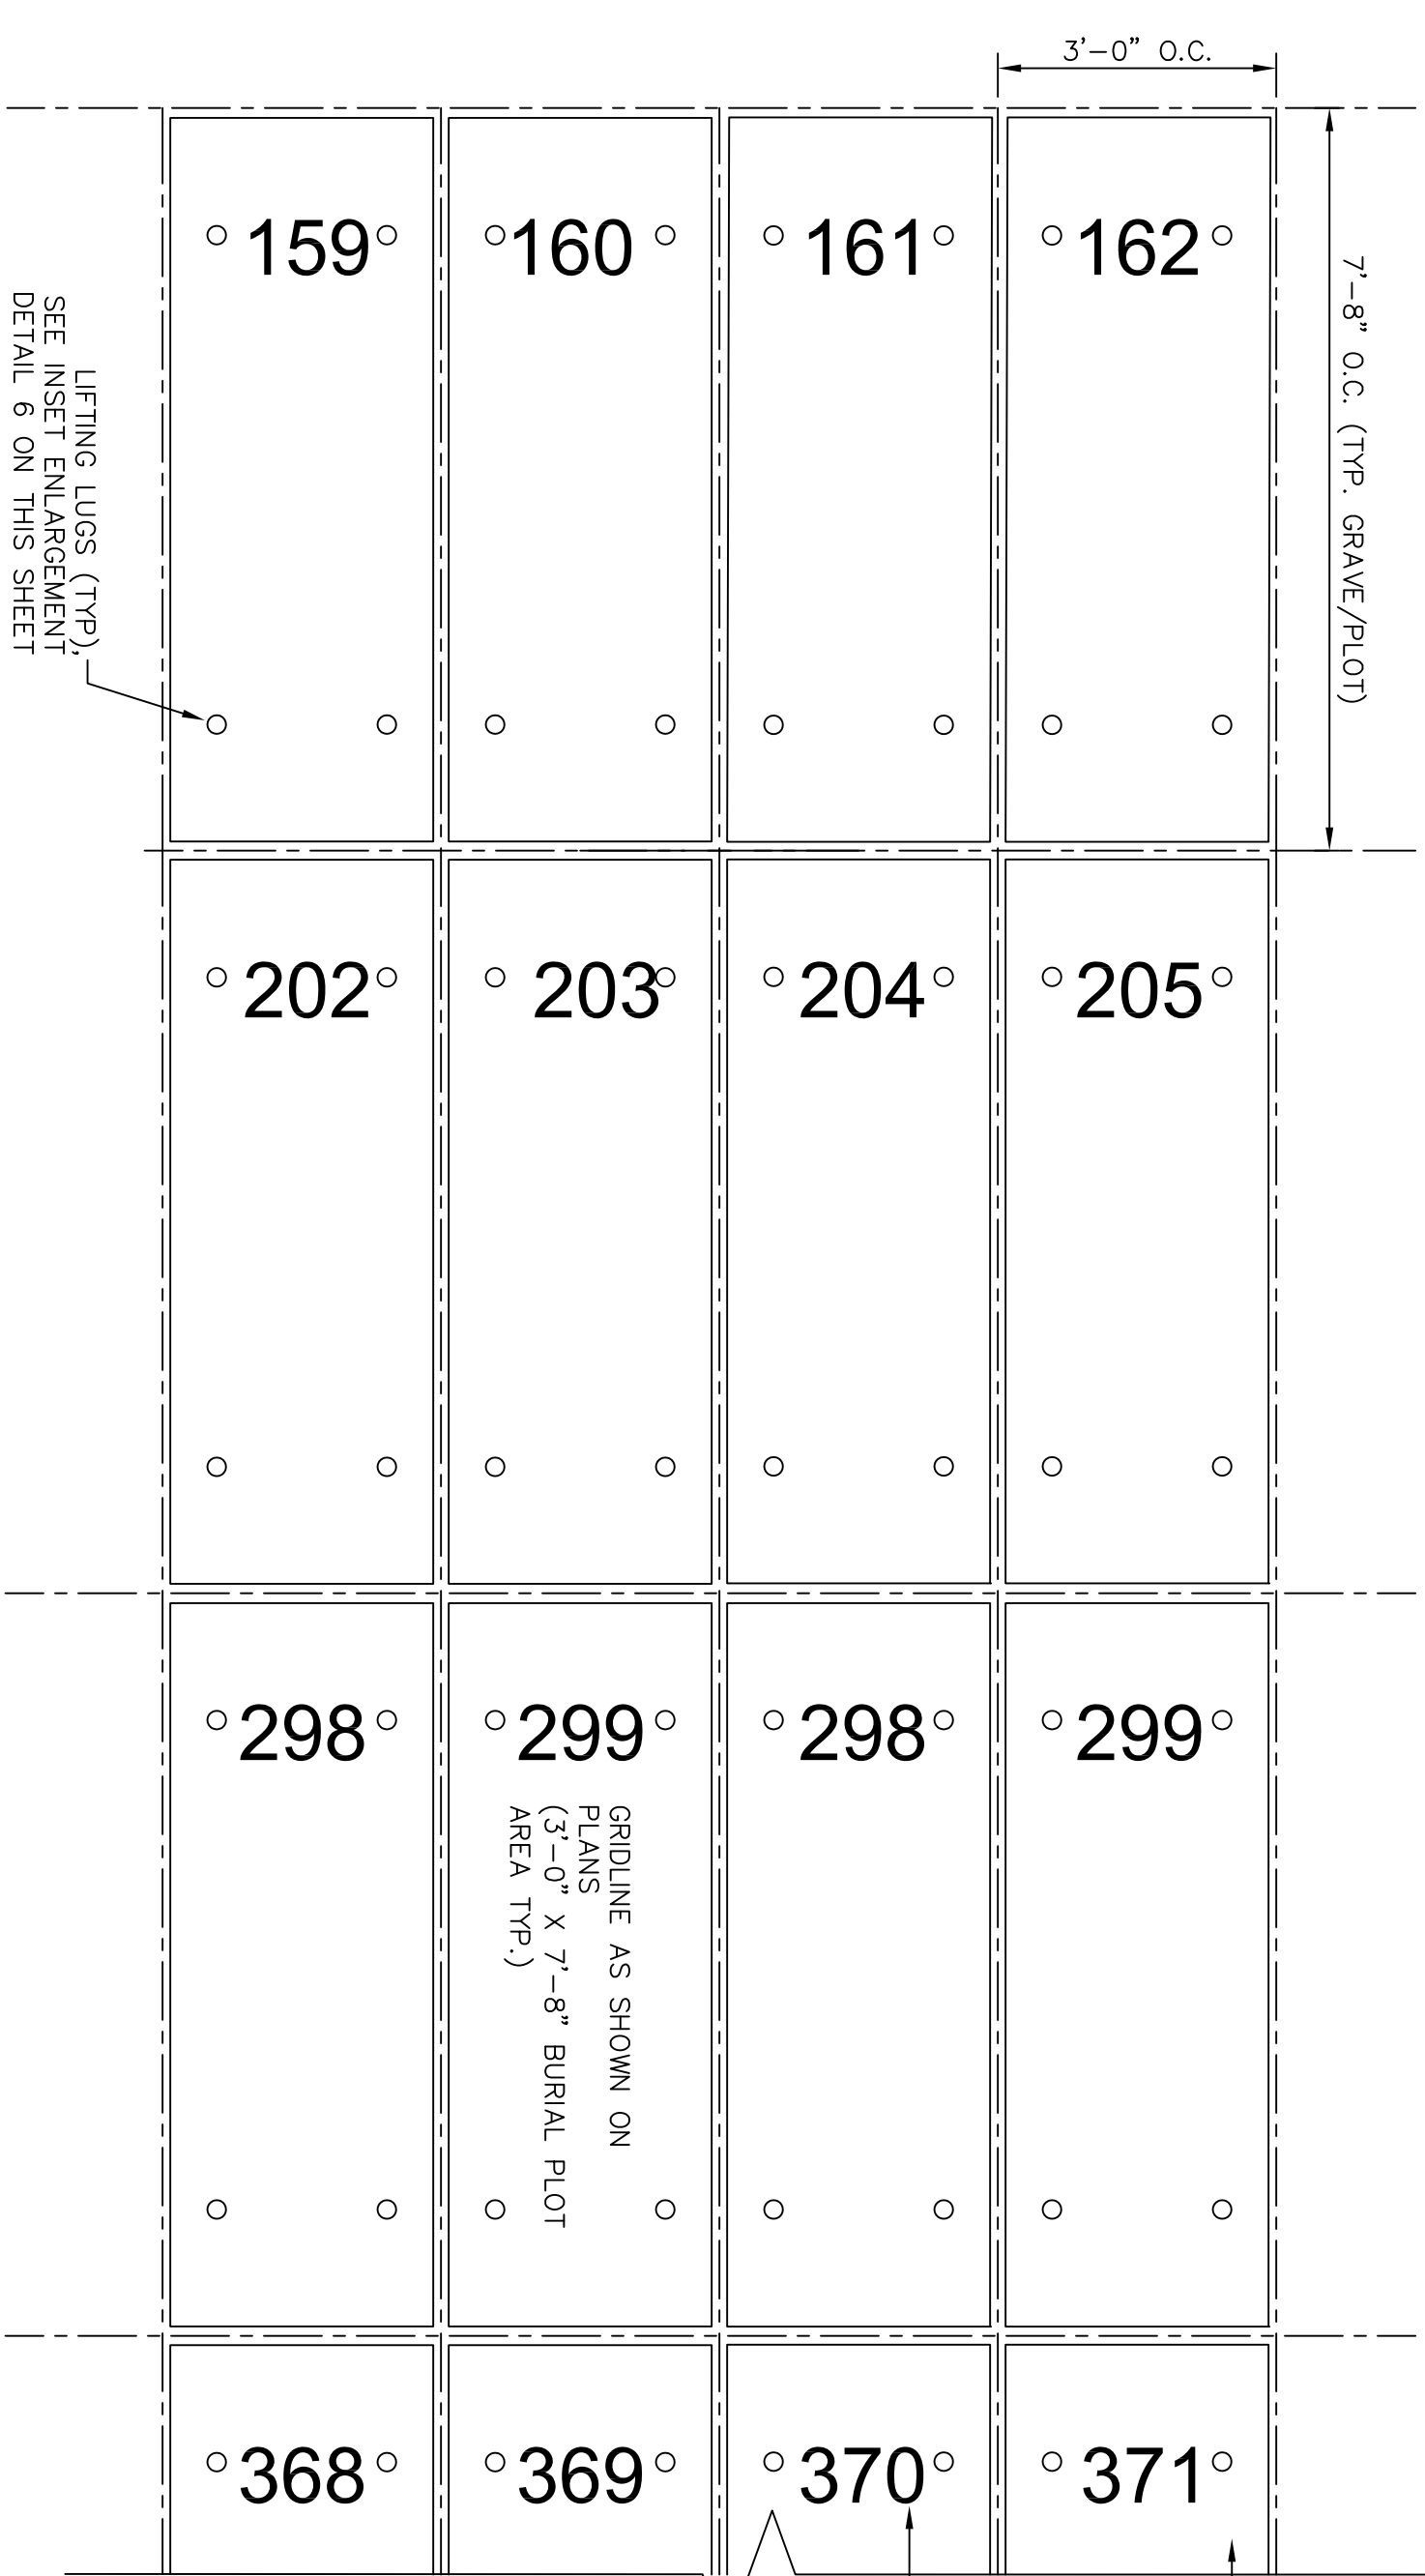 3'-0" O.C.
7'-8" O.C. (TYP. GRAVE/PLOT)
159
160
161
162
LIFTING LUGS (TYP),
SEE INSET ENLARGEMENT
DETAIL 6 ON THIS SHEET
202
203
204
205
298
299
298
299
GRIDLINE AS SHOWN ON
PLANS
(3'-0" X 7'-8" BURIAL PLOT
AREA TYP.)
368
369
370
371